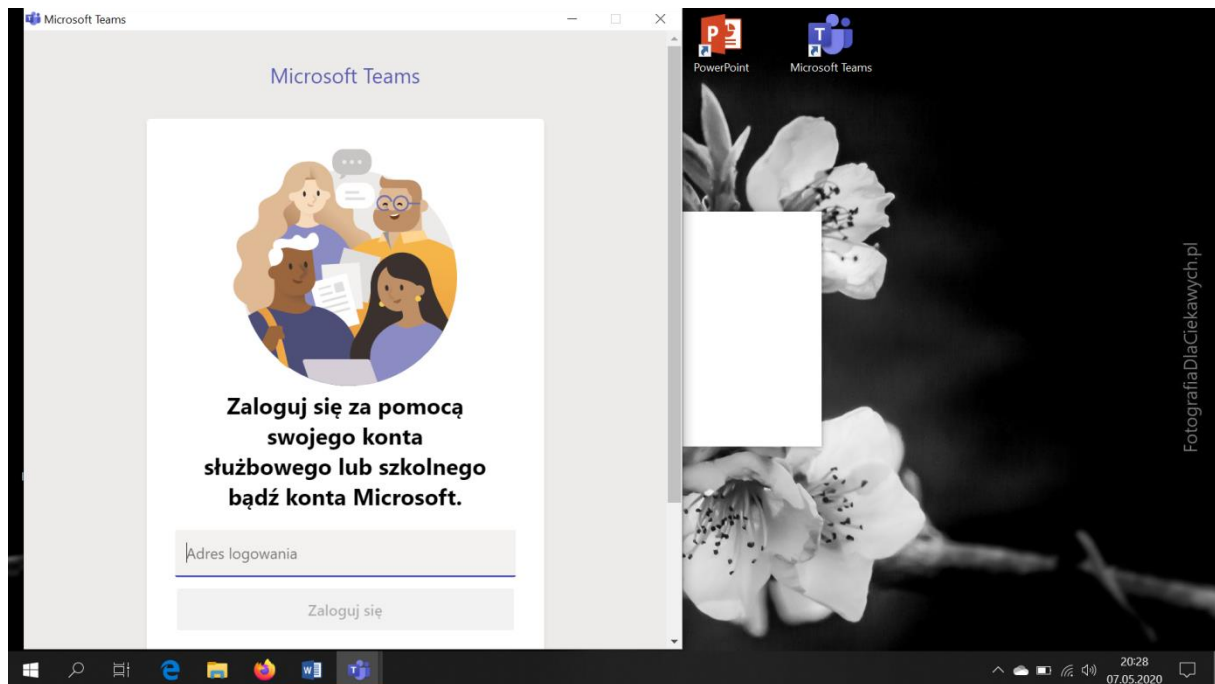 Microsoft Teams
Microsoft Teams
Zaloguj się za pomocą
swojego konta
służbowego lub szkolnego
bądź konta Microsoft.
Adres logowania
Zaloguj się
PowerPoint
Microsoft Teams
FotografiaDlaCiekawych.pl
20:28
07.05.2020